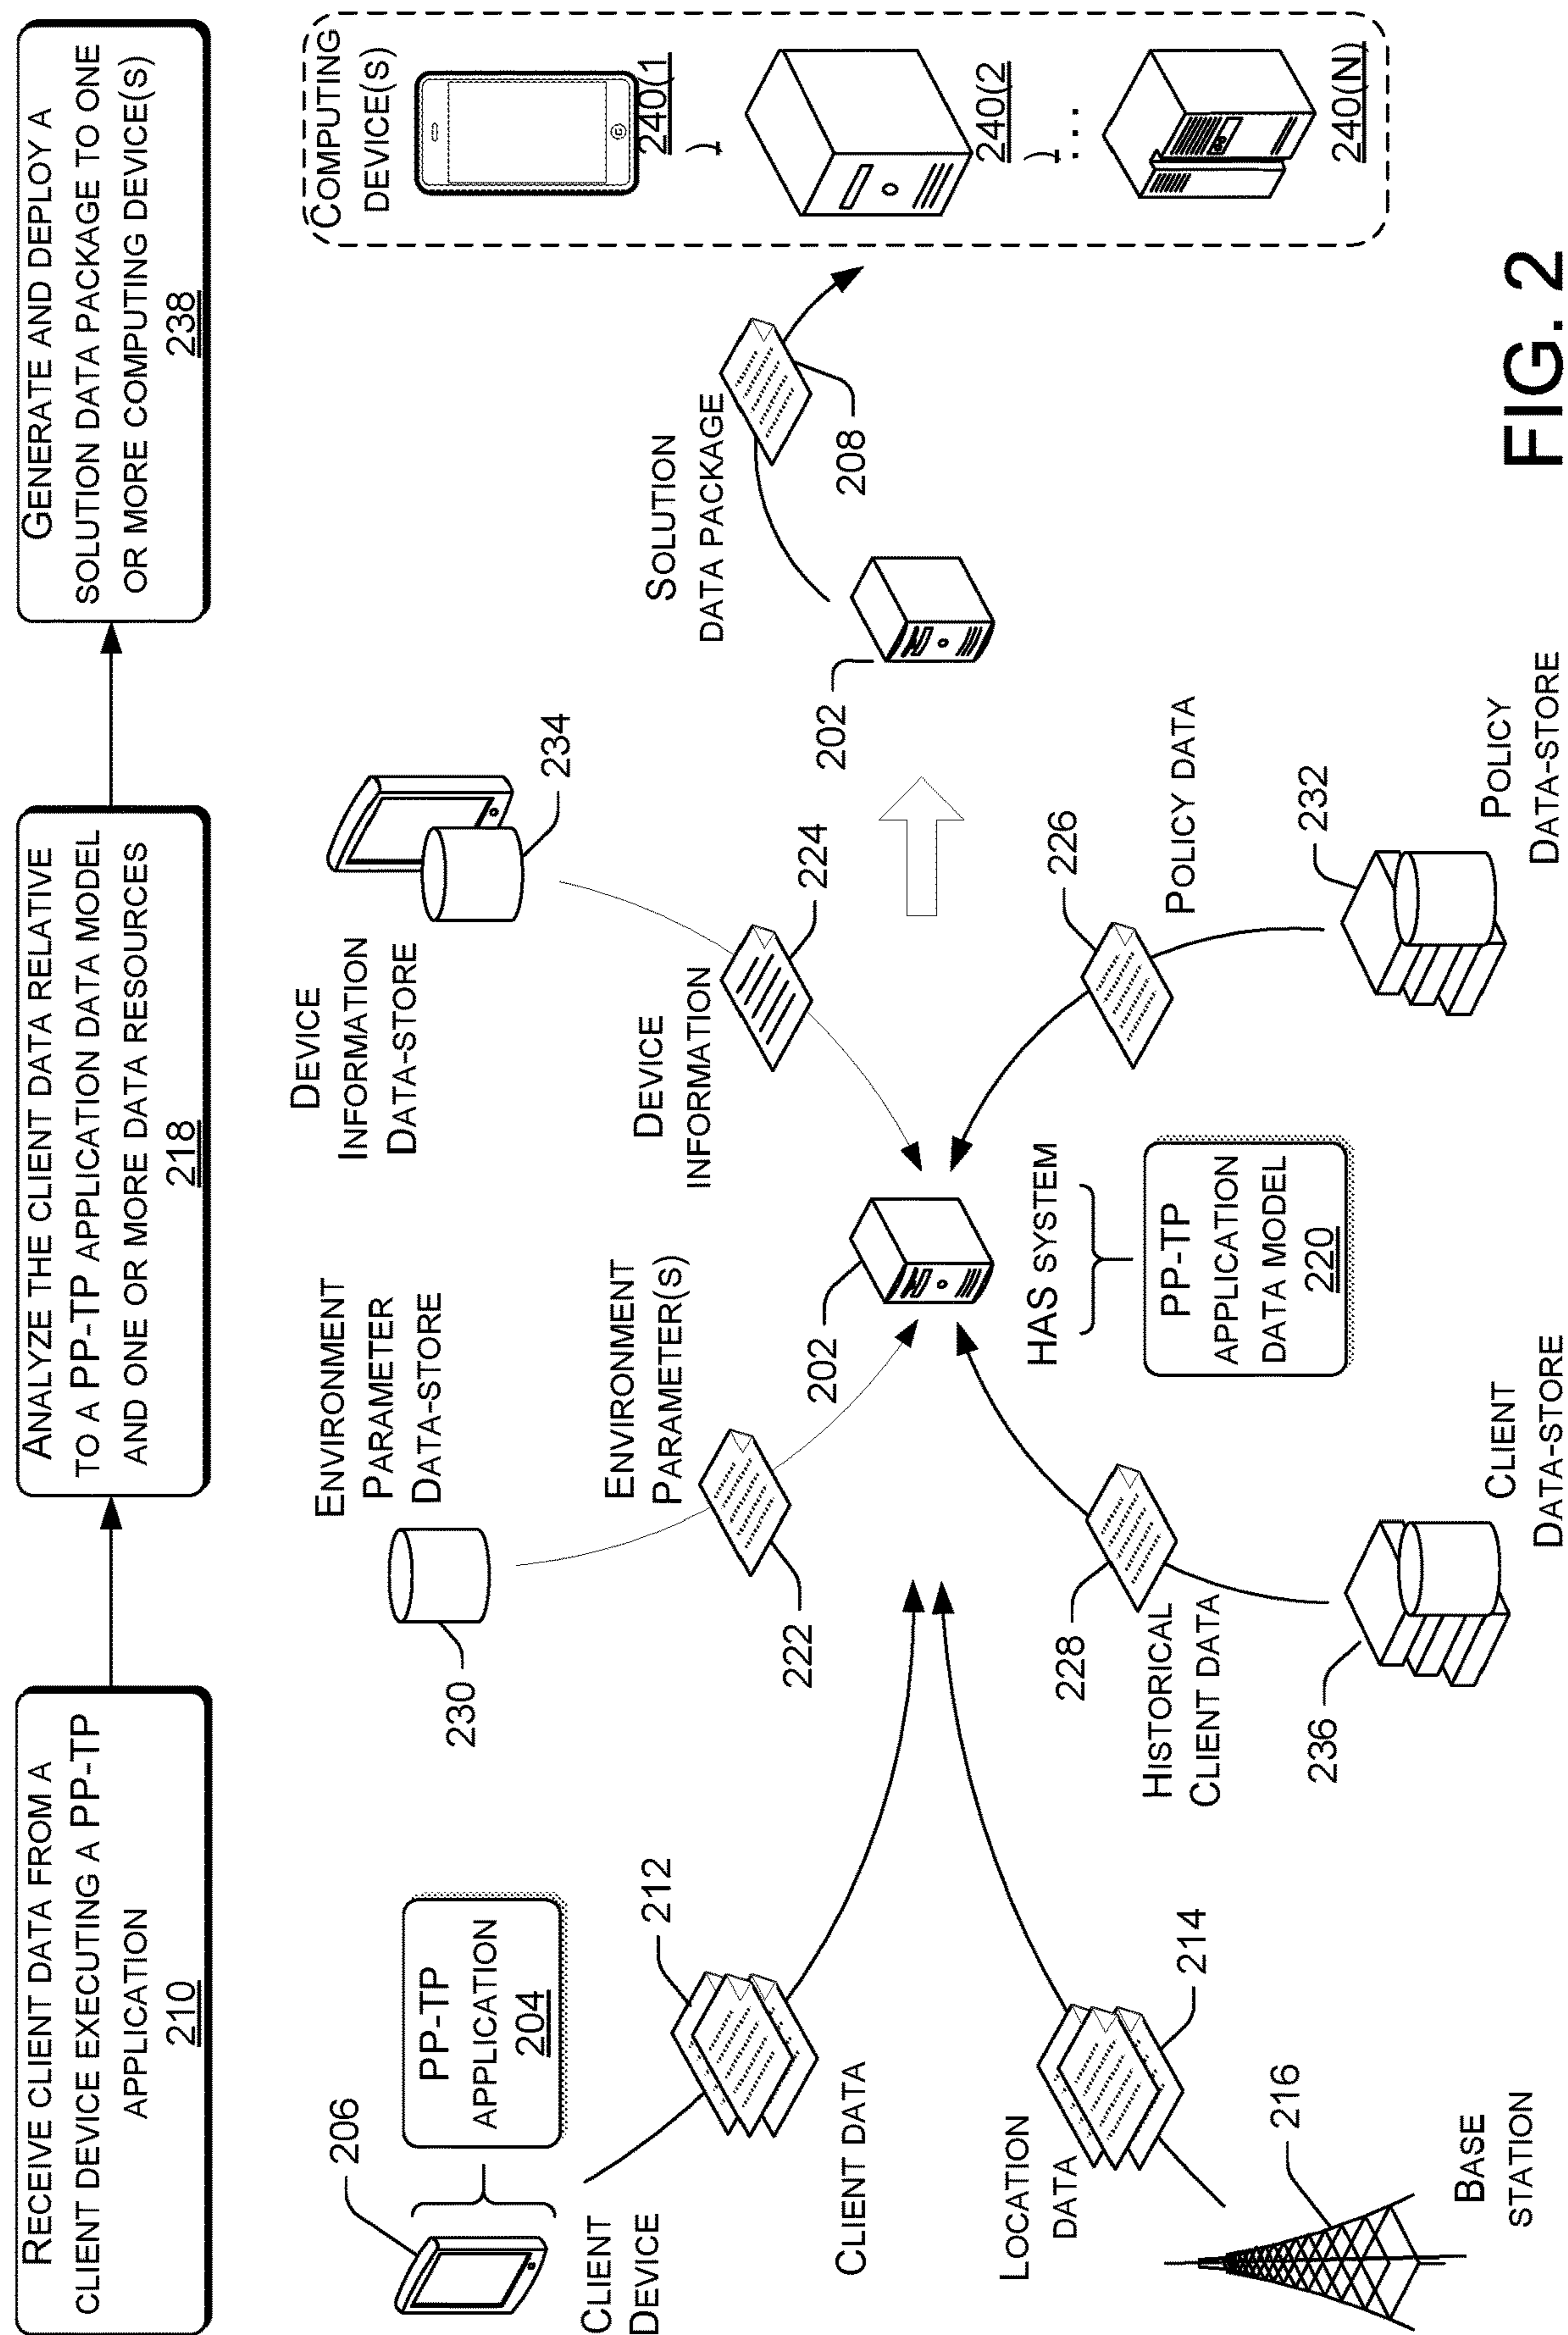 RECEIVE CLIENT DATA FROM A
CLIENT DEVICE EXECUTING A PP-TP
APPLICATION
210
ANALYZE THE CLIENT DATA RELATIVE
TO A PP-TP APPLICATION DATA MODEL
AND ONE OR MORE DATA RESOURCES
218
GENERATE AND DEPLOY A
SOLUTION DATA PACKAGE TO ONE
OR MORE COMPUTING DEVICE(S)
238
206
PP-TP
APPLICATION
204
CLIENT
DEVICE
212
CLIENT DATA
LOCATION
DATA
214
216
BASE
STATION
ENVIRONMENT
PARAMETER
DATA-STORE
230
ENVIRONMENT
PARAMETER(S)
222
DEVICE
INFORMATION
DATA-STORE
234
DEVICE
INFORMATION
224
202
HAS SYSTEM
PP-TP
APPLICATION
DATA MODEL
220
228
HISTORICAL
CLIENT DATA
236
CLIENT
DATA-STORE
226
POLICY DATA
232
POLICY
DATA-STORE
202
SOLUTION
DATA PACKAGE
208
COMPUTING
DEVICE(S)
240(1
240(2
...
240(N)
FIG. 2